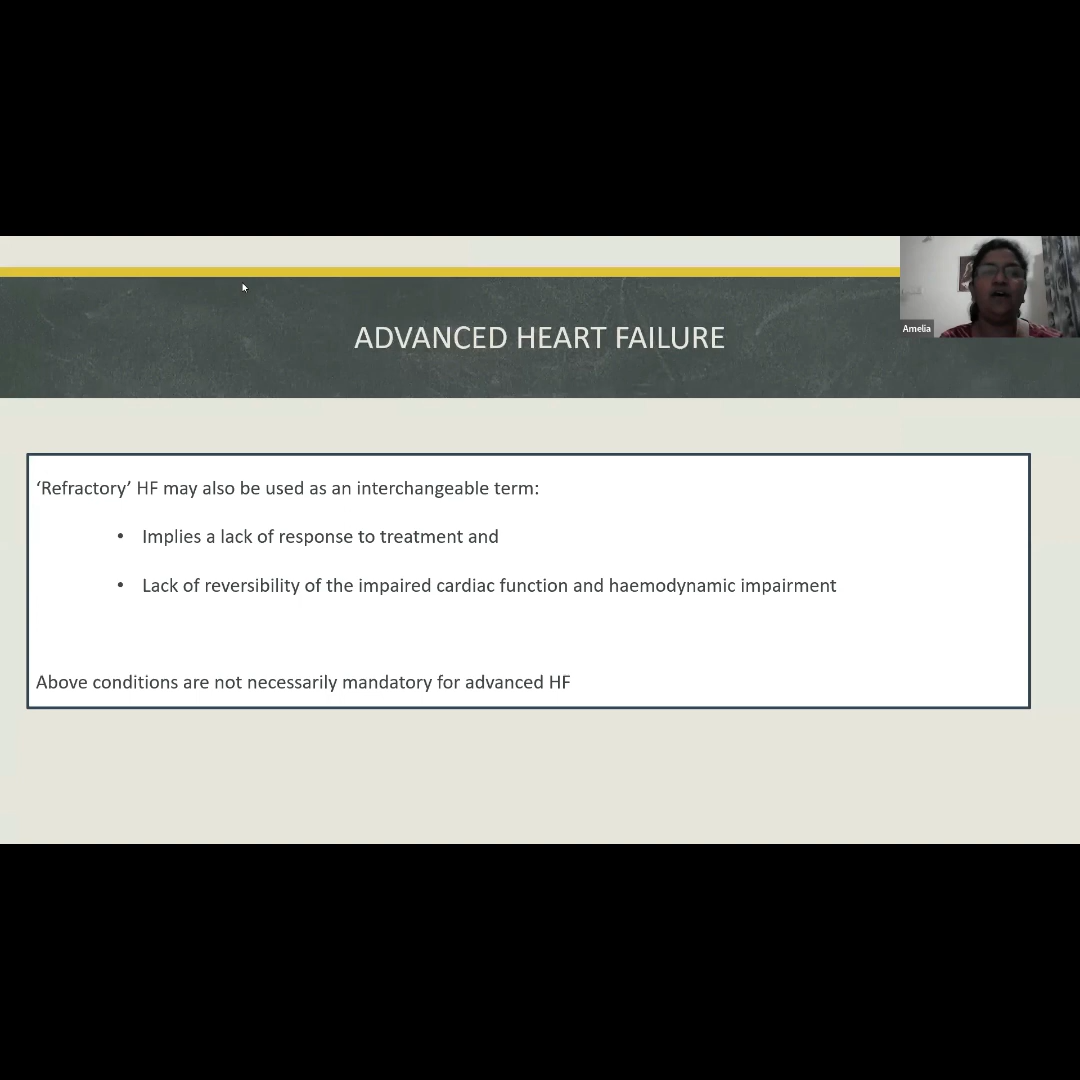 ADVANCED HEART FAILURE
Amelia
‘Refractory’ HF may also be used as an interchangeable term:
• Implies a lack of response to treatment and
• Lack of reversibility of the impaired cardiac function and haemodynamic impairment
Above conditions are not necessarily mandatory for advanced HF